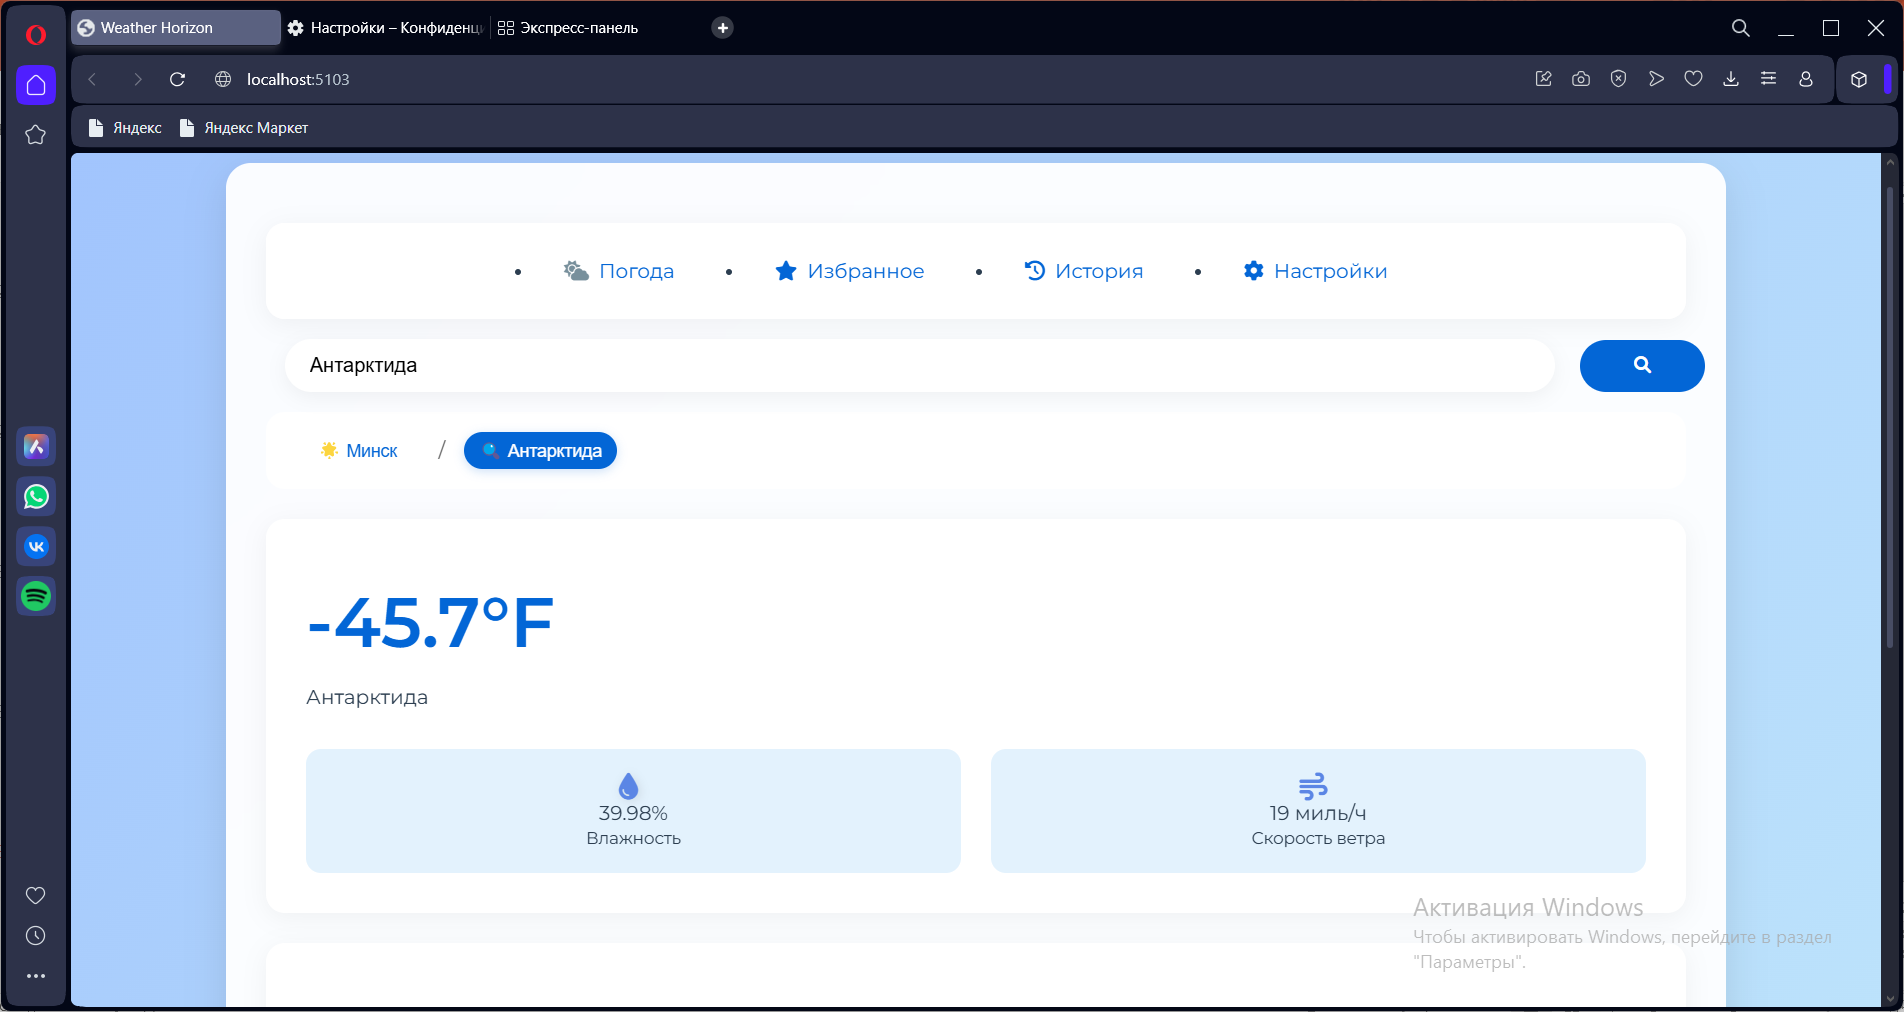 Weather Horizon
Настройки – Конфиденц
Экспресс-панель
localhost:5103
Яндекс
Яндекс Маркет
• Погода • Избранное • История • Настройки
Антарктида
Минск / Антарктида
-45.7°F
Антарктида
39.98%
Влажность
19 миль/ч
Скорость ветра
Активация Windows
Чтобы активировать Windows, перейдите в раздел
"Параметры".